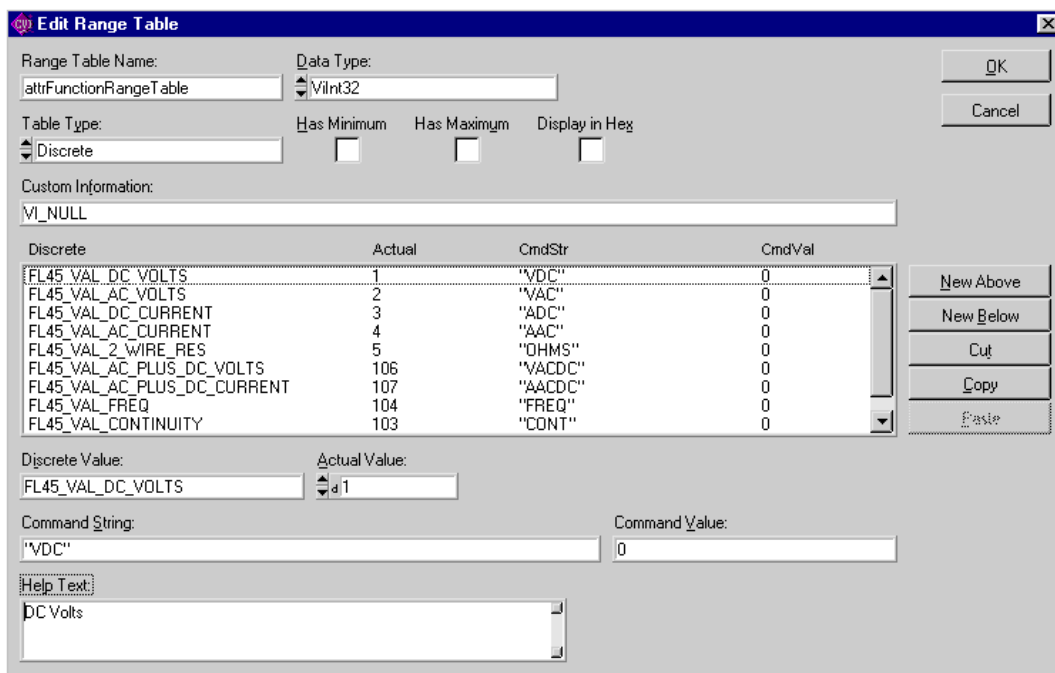 CVI Edit Range Table
Range Table Name:
Data Type:
OK
attrFunctionRangeTable
ViInt32
Cancel
Table Type:
Has Minimum
Has Maximum
Display in Hex
Discrete
Custom Information:
VI_NULL
Discrete Actual CmdStr CmdVal
FL45_VAL_DC_VOLTS 1 "VDC" 0
FL45_VAL_AC_VOLTS 2 "VAC" 0
FL45_VAL_DC_CURRENT 3 "ADC" 0
FL45_VAL_AC_CURRENT 4 "AAC" 0
FL45_VAL_2_WIRE_RES 5 "OHMS" 0
FL45_VAL_AC_PLUS_DC_VOLTS 106 "VACDC" 0
FL45_VAL_AC_PLUS_DC_CURRENT 107 "AACDC" 0
FL45_VAL_FREQ 104 "FREQ" 0
FL45_VAL_CONTINUITY 103 "CONT" 0
New Above
New Below
Cut
Copy
Paste
Discrete Value:
Actual Value:
FL45_VAL_DC_VOLTS
d 1
Command String:
Command Value:
"VDC"
0
Help Text:
DC Volts